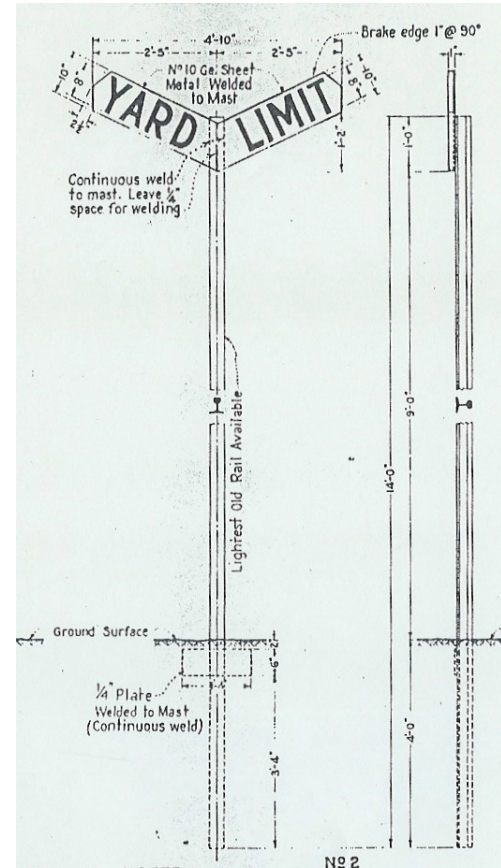 4'-10"
2'-5"
2'-5"
Brake edge 1"@ 90°
Nº 10 Ga. Sheet
Metal Welded
to Mast
YARD
LIMIT
10"
8"
8"
10"
1"
1'-2"
1'-0"
Continuous weld
to mast. Leave ¼"
space for welding
Lightest Old Rail Available
9'-0"
14'-0"
Ground Surface
2"
6"
¼" Plate
Welded to Mast
(Continuous weld)
3'-4"
4'-0"
Nº 2